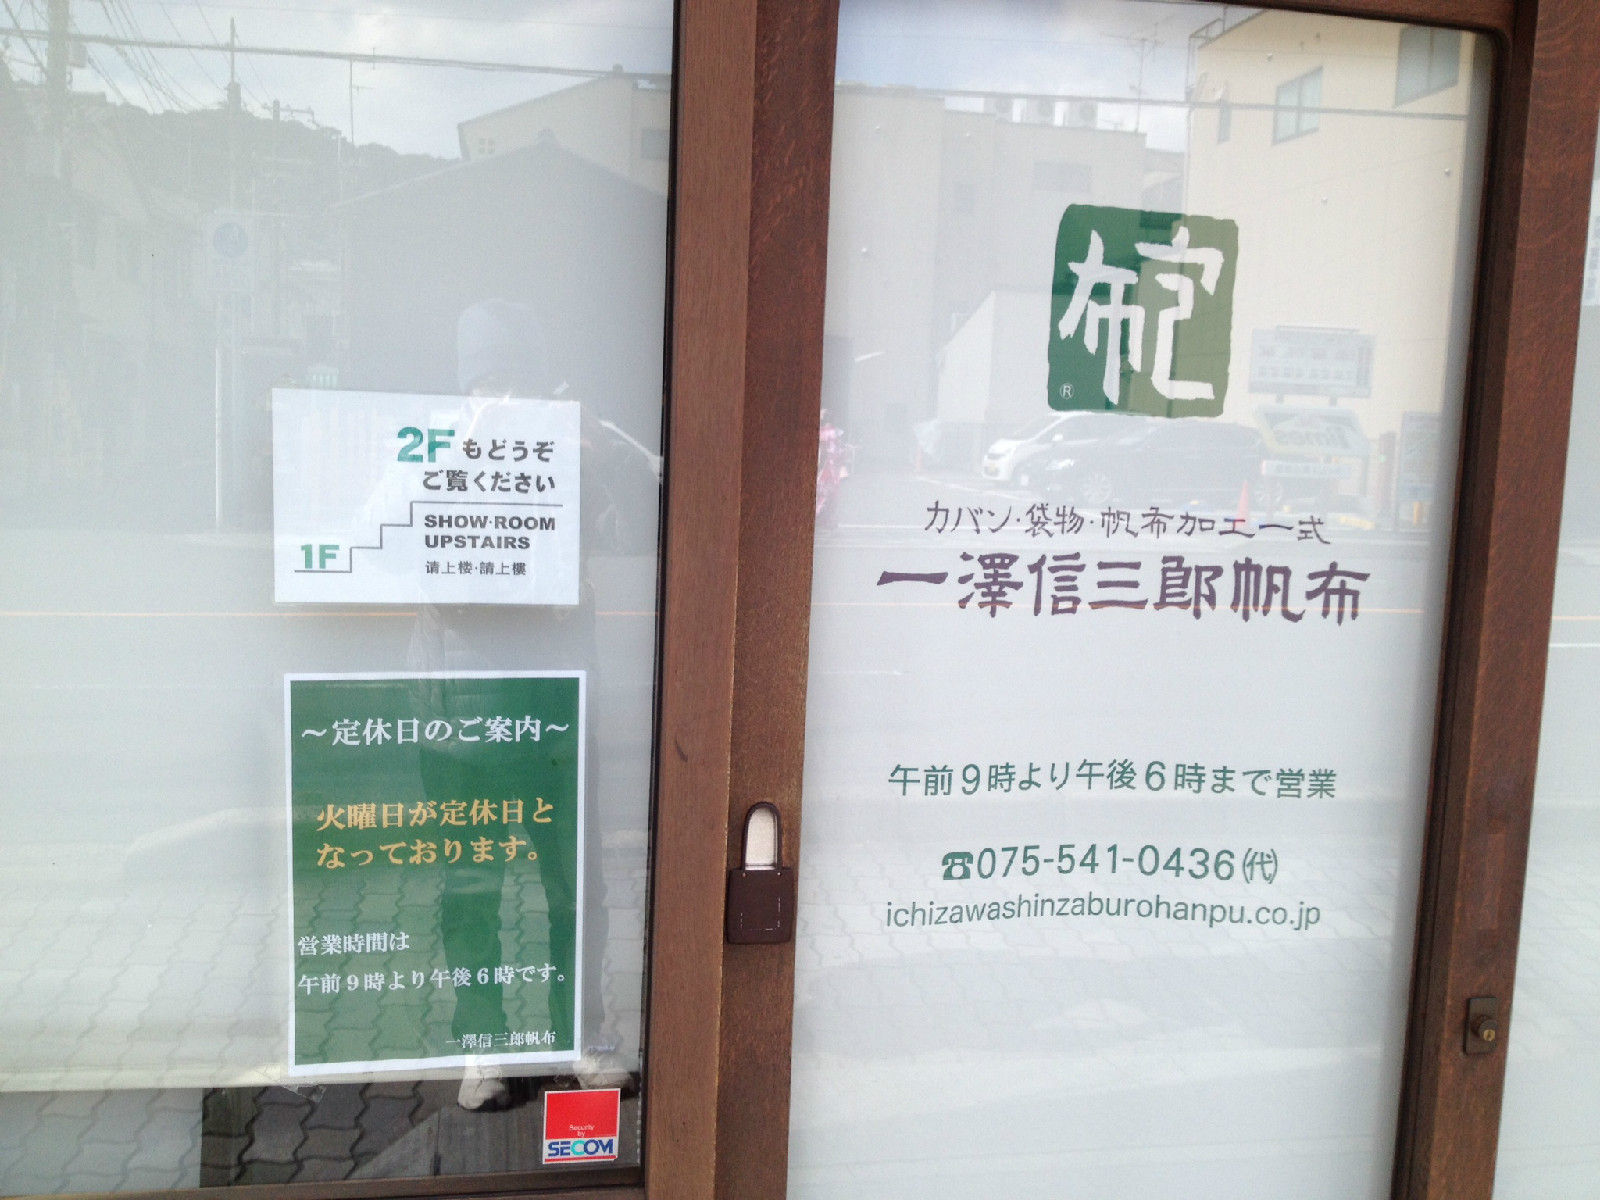 2Fもどうぞ
ご覧ください
SHOW·ROOM
UPSTAIRS
1F
请上楼·請上樓
～定休日のご案内～
火曜日が定休日と
なっております。
営業時間は
午前9時より午後6時です。
一澤信三郎帆布
Security
by
SECOM
布
®
カバン·袋物·帆布加工一式
一澤信三郎帆布
午前9時より午後6時まで営業
☎075-541-0436㈹
ichizawashinzaburohanpu.co.jp